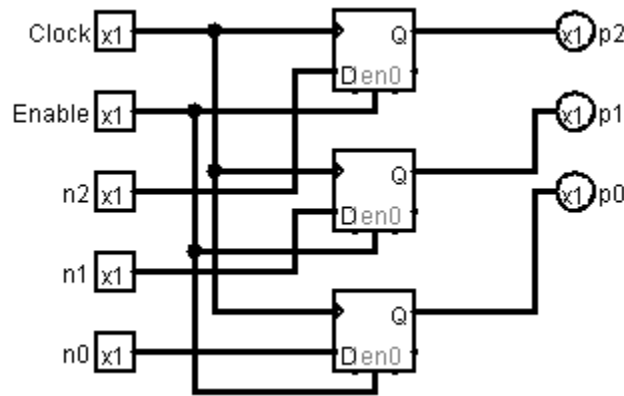 Clock x1 Q x1 p2
D en0
Enable x1 x1 p1
n2 x1 Q x1 p0
D en0
n1 x1
Q
n0 x1 D en0